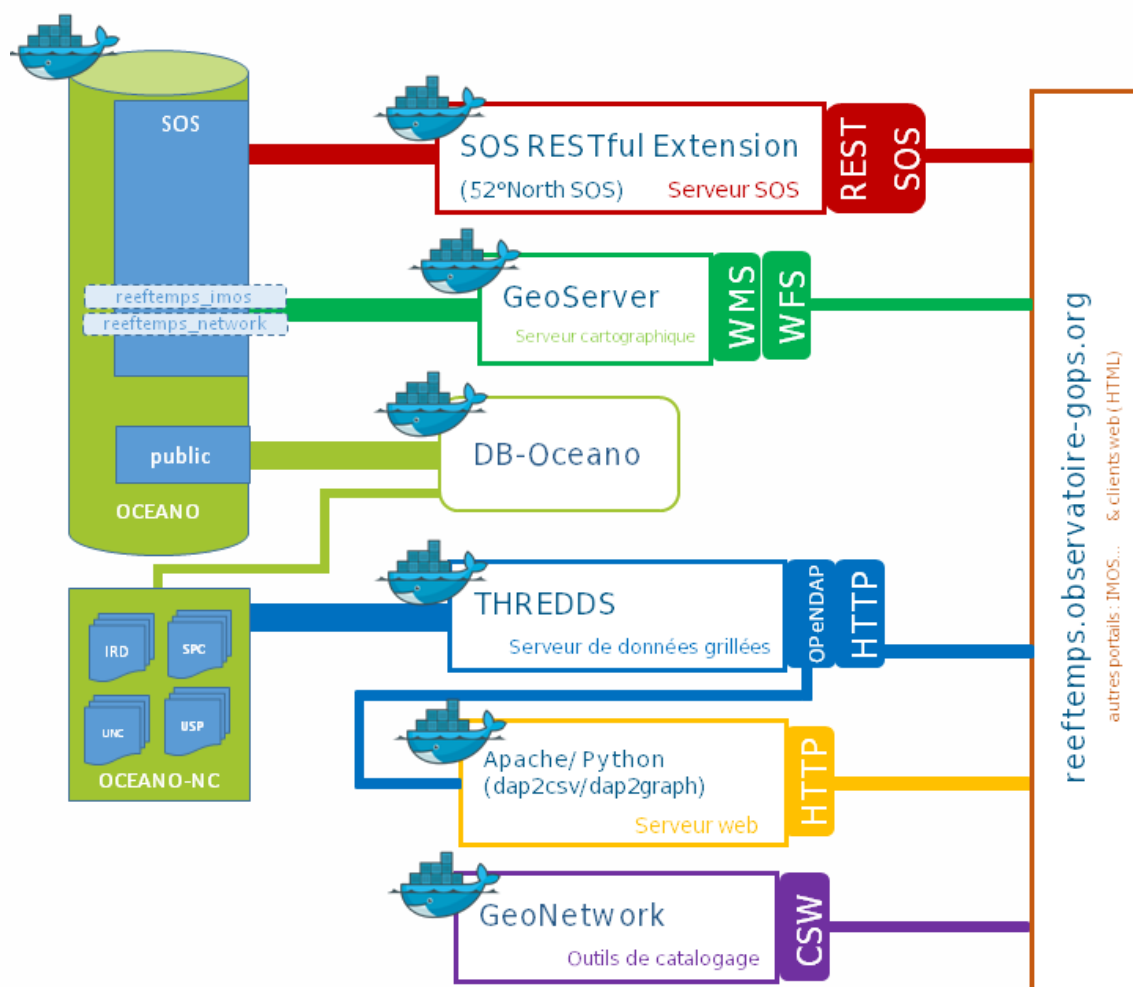 SOS
reeftemps_imos
reeftemps_network
public
OCEANO
IRD
SPC
UNC
USP
OCEANO-NC
SOS RESTful Extension
(52°North SOS) Serveur SOS
REST
SOS
GeoServer
Serveur cartographique
WMS
WFS
DB-Oceano
THREDDS
Serveur de données grillées
OPeNDAP
HTTP
Apache/ Python
(dap2csv/dap2graph)
Serveur web
HTTP
GeoNetwork
Outils de catalogage
CSW
reeftemps.observatoire-gops.org
autres portails : IMOS... & clients web ( HTML)